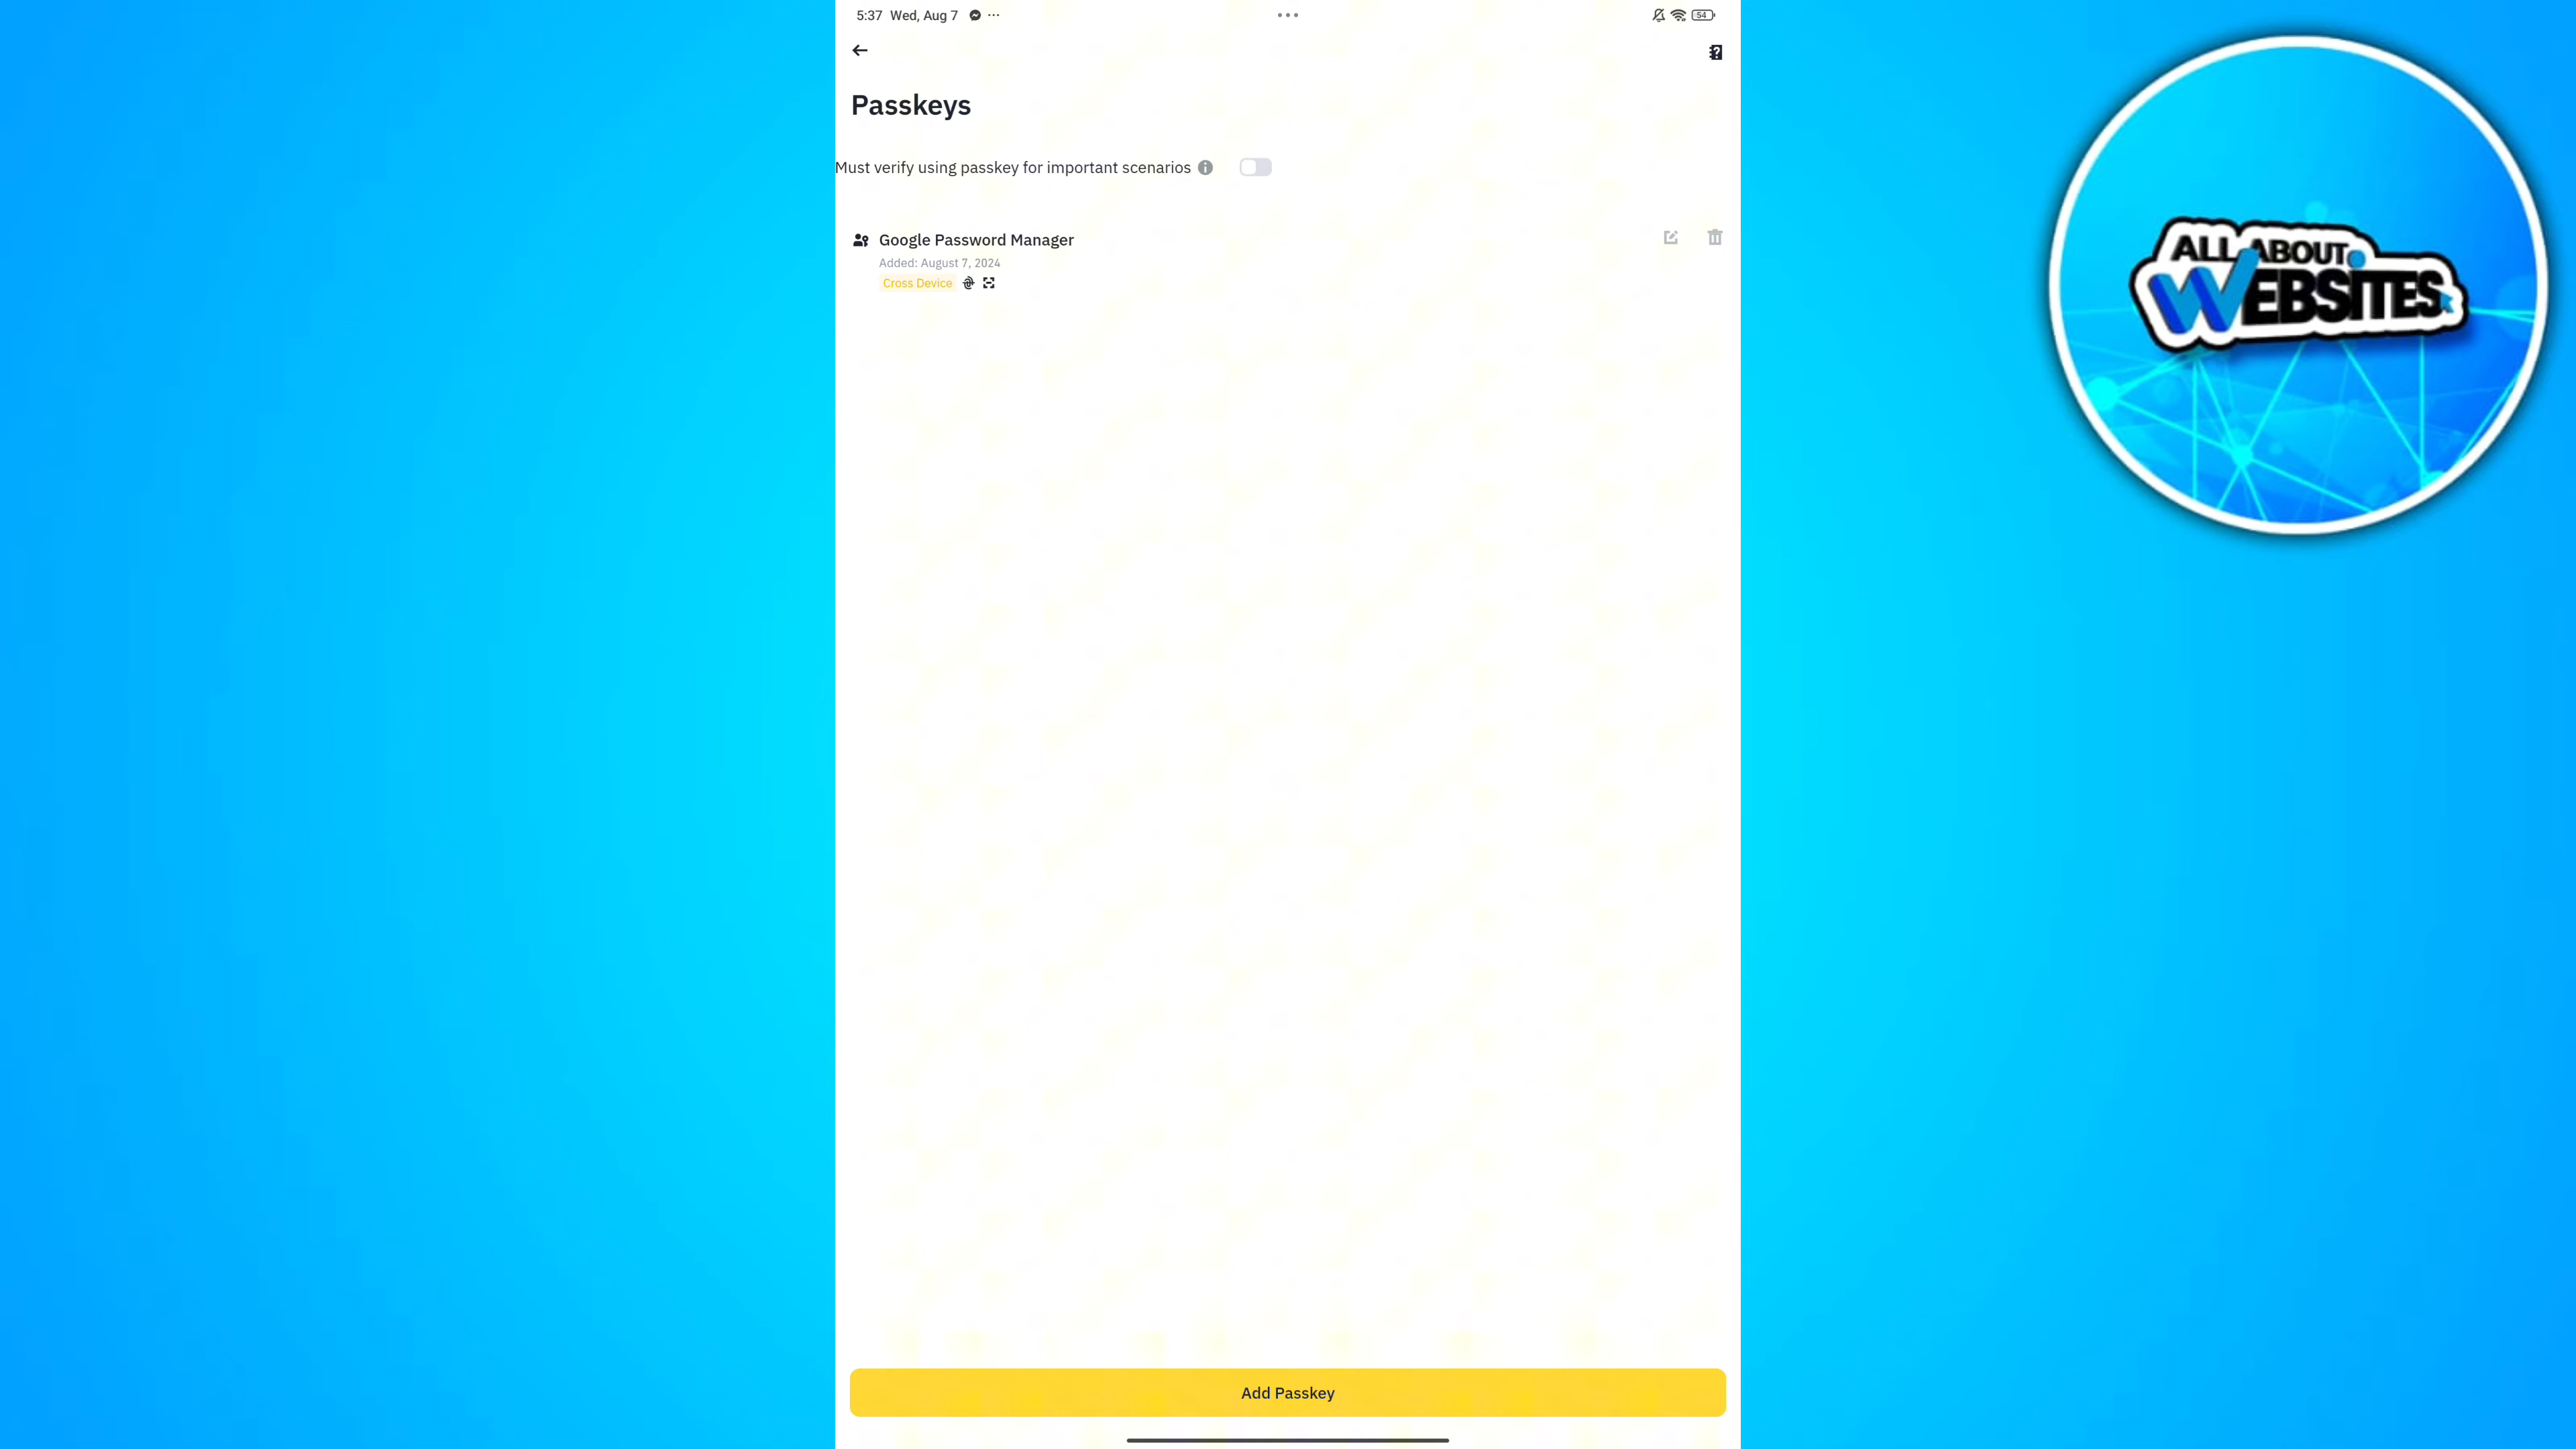 5:37 Wed, Aug 7 ...
54
Passkeys
Must verify using passkey for important scenarios
Google Password Manager
Added: August 7, 2024
Cross Device
Add Passkey
ALL ABOUT
WEBSITES